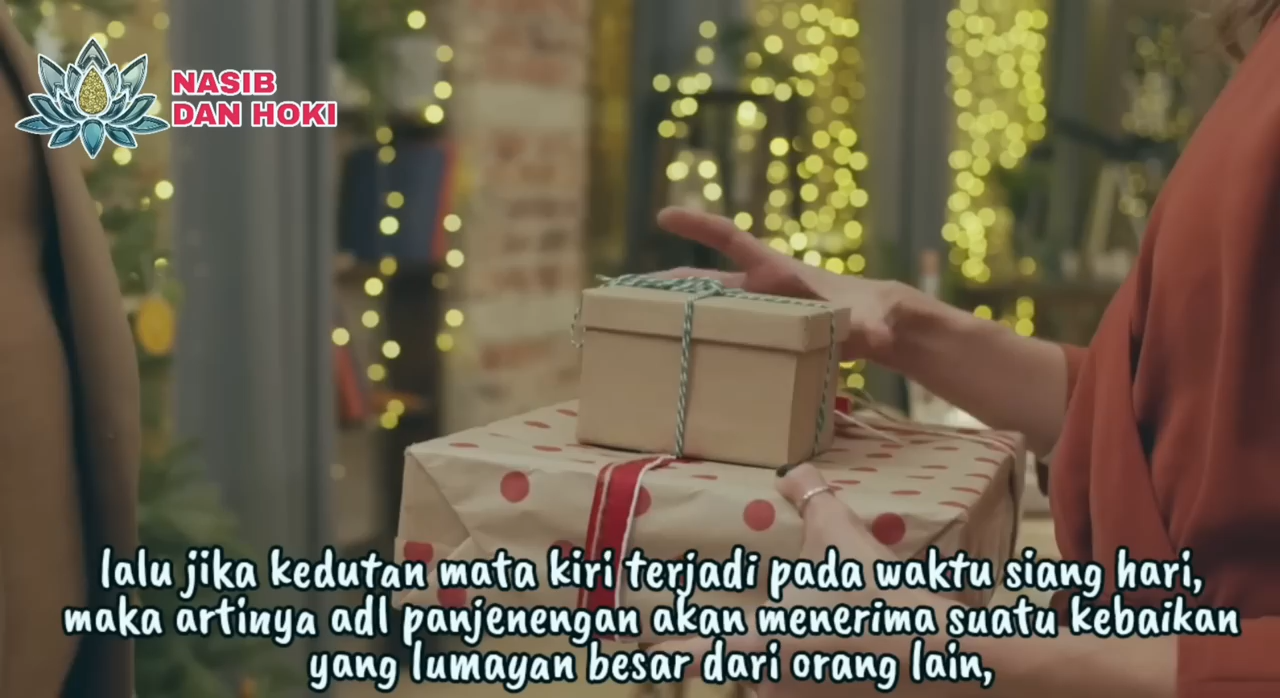 NASIB
DAN HOKI
lalu jika kedutan mata kiri terjadi pada waktu siang hari,
maka artinya adl panjenengan akan menerima suatu kebaikan
yang lumayan besar dari orang lain,